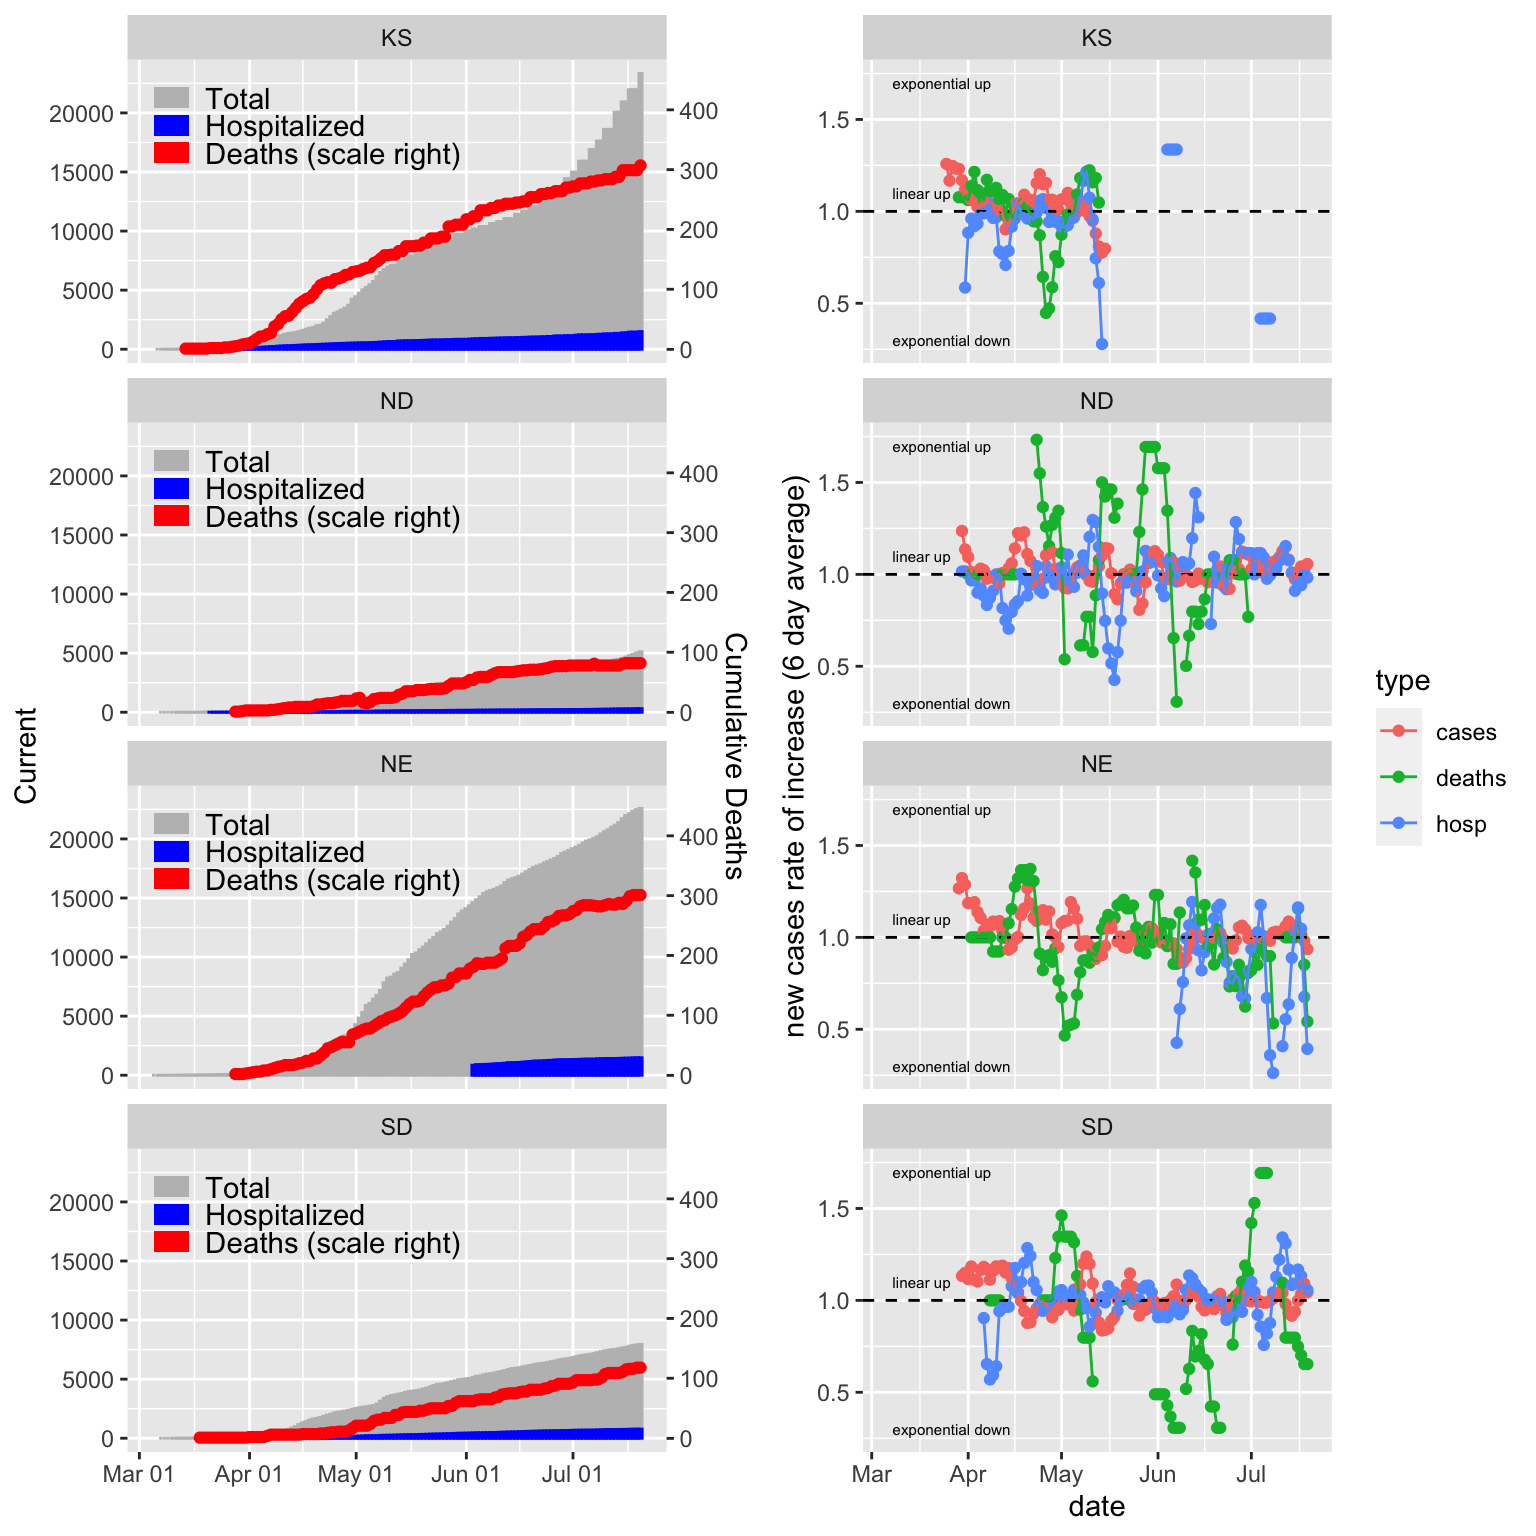 KS
Total
Hospitalized
Deaths (scale right)
20000
15000
10000
5000
0
400
300
200
100
0
ND
Total
Hospitalized
Deaths (scale right)
20000
15000
10000
5000
0
400
300
200
100
0
NE
Total
Hospitalized
Deaths (scale right)
20000
15000
10000
5000
0
400
300
200
100
0
SD
Total
Hospitalized
Deaths (scale right)
20000
15000
10000
5000
0
400
300
200
100
0
Mar 01 Apr 01 May 01 Jun 01 Jul 01
Current
Cumulative Deaths
KS
exponential up
linear up
exponential down
1.5
1.0
0.5
ND
exponential up
linear up
exponential down
1.5
1.0
0.5
NE
exponential up
linear up
exponential down
1.5
1.0
0.5
SD
exponential up
linear up
exponential down
1.5
1.0
0.5
Mar Apr May Jun Jul
date
new cases rate of increase (6 day average)
type
cases
deaths
hosp